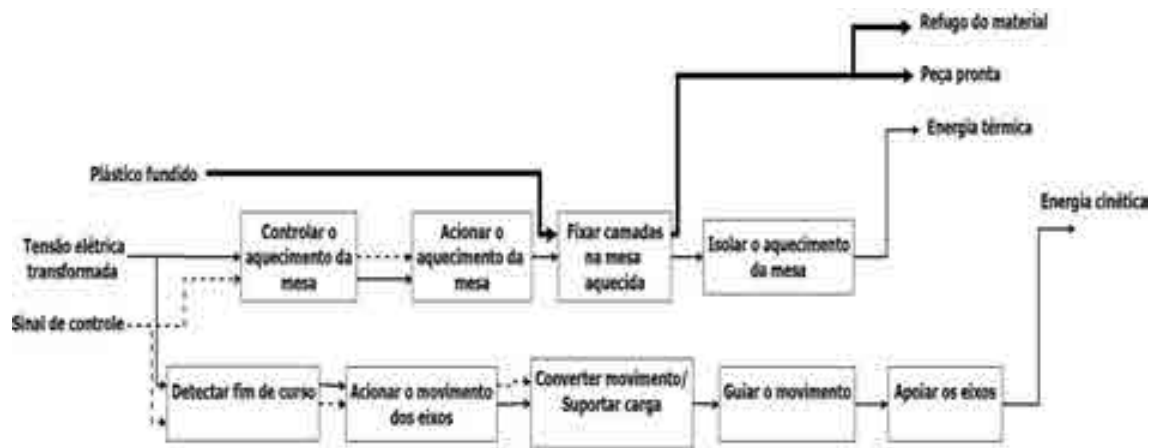 Refugo do material
Peça pronta
Energia térmica
Plástico fundido
Energia cinética
Tensão elétrica
transformada
Controlar o
aquecimento da
mesa
Acionar o
aquecimento da
mesa
Fixar camadas
na mesa
aquecida
Isolar o aquecimento
da mesa
Sinal de controle
Detectar fim de curso
Acionar o movimento
dos eixos
Converter movimento/
Suportar carga
Guiar o movimento
Apoiar os eixos